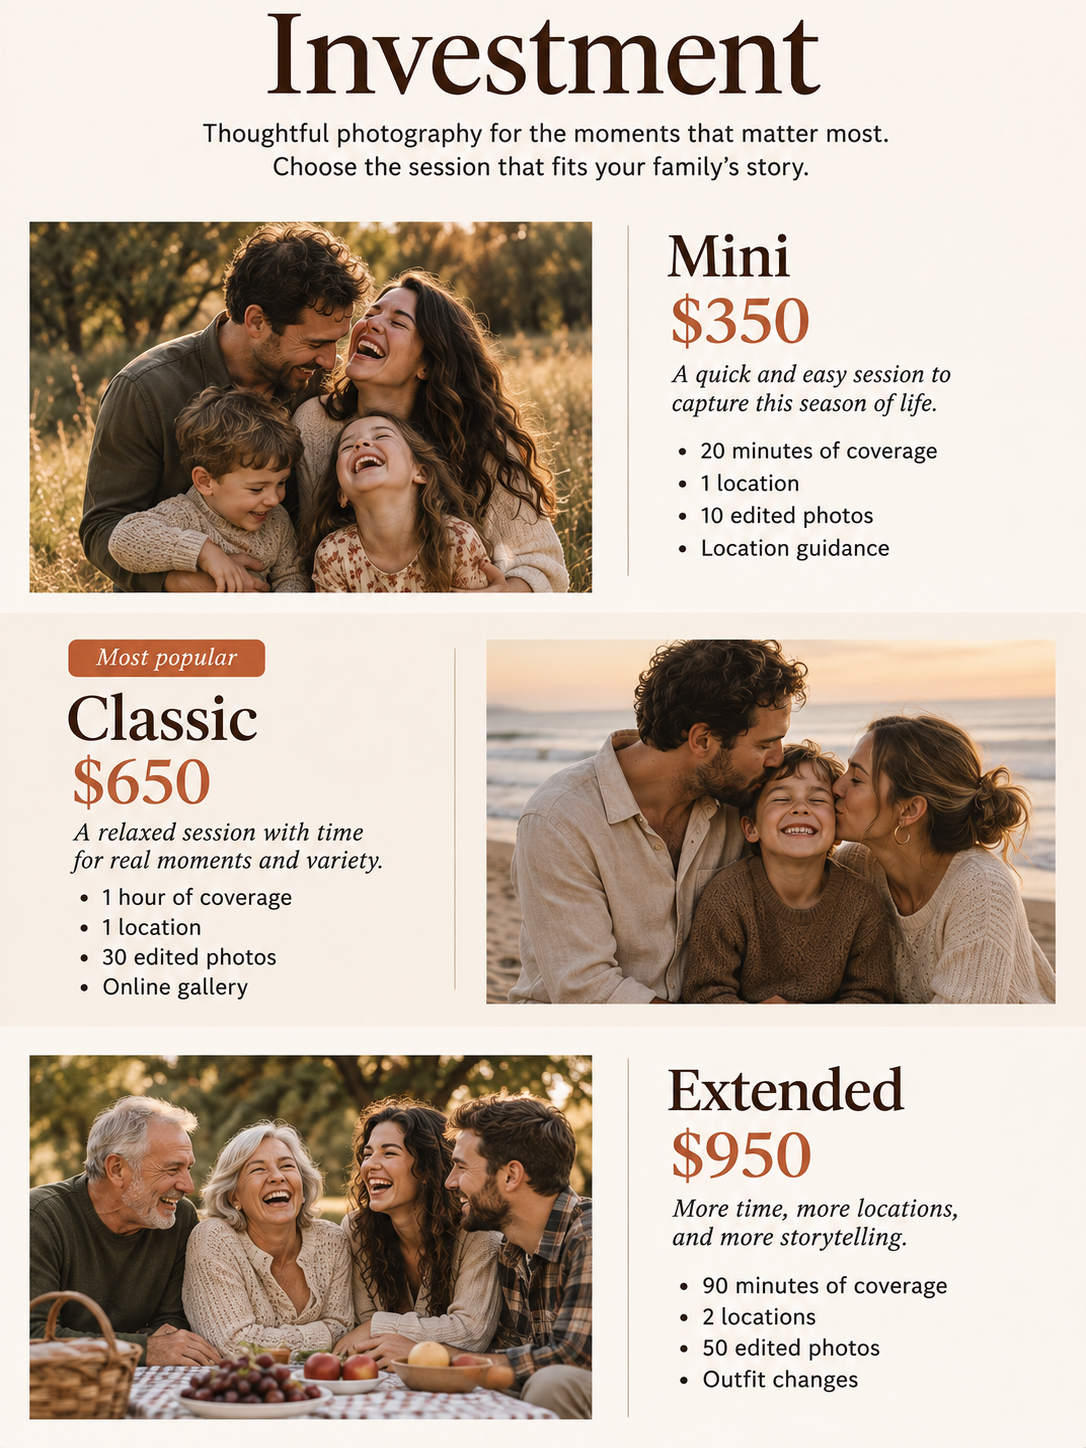 Investment
Thoughtful photography for the moments that matter most.
Choose the session that fits your family’s story.
Mini
$350
A quick and easy session to
capture this season of life.
• 20 minutes of coverage
• 1 location
• 10 edited photos
• Location guidance
Most popular
Classic
$650
A relaxed session with time
for real moments and variety.
• 1 hour of coverage
• 1 location
• 30 edited photos
• Online gallery
Extended
$950
More time, more locations,
and more storytelling.
• 90 minutes of coverage
• 2 locations
• 50 edited photos
• Outfit changes